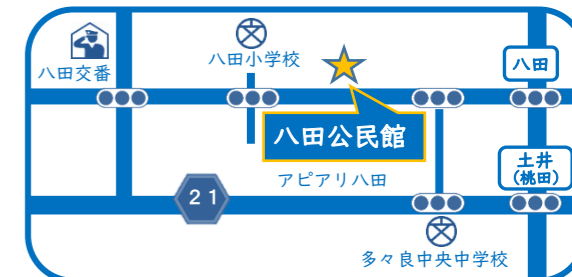 八田交番
八田小学校
八田
八田公民館
土井
(桃田)
アピアリ八田
21
多々良中央中学校